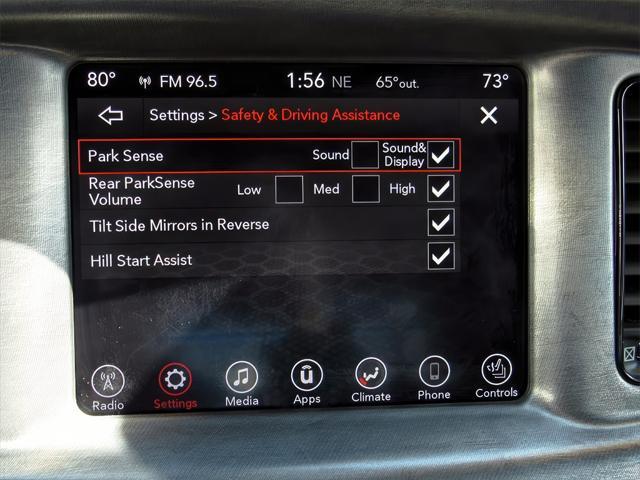 80° FM 96.5 1:56 NE 65°out. 73°
Settings > Safety & Driving Assistance
Park Sense Sound Sound&
Display
Rear ParkSense
Volume Low Med High
Tilt Side Mirrors in Reverse
Hill Start Assist
Radio Settings Media Apps Climate Phone Controls